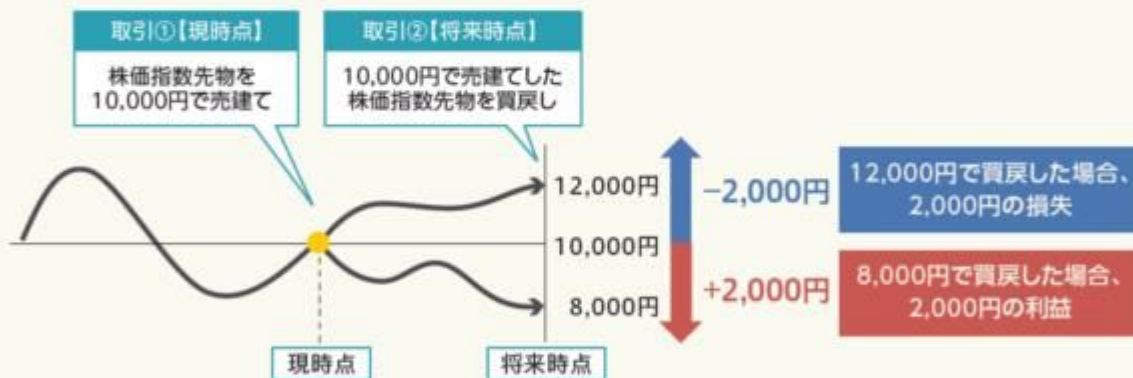 取引①【現時点】
株価指数先物を
10,000円で売建て
取引②【将来時点】
10,000円で売建てした
株価指数先物を買戻し
12,000円
10,000円
8,000円
−2,000円
+2,000円
12,000円で買戻した場合、
2,000円の損失
8,000円で買戻した場合、
2,000円の利益
現時点
将来時点